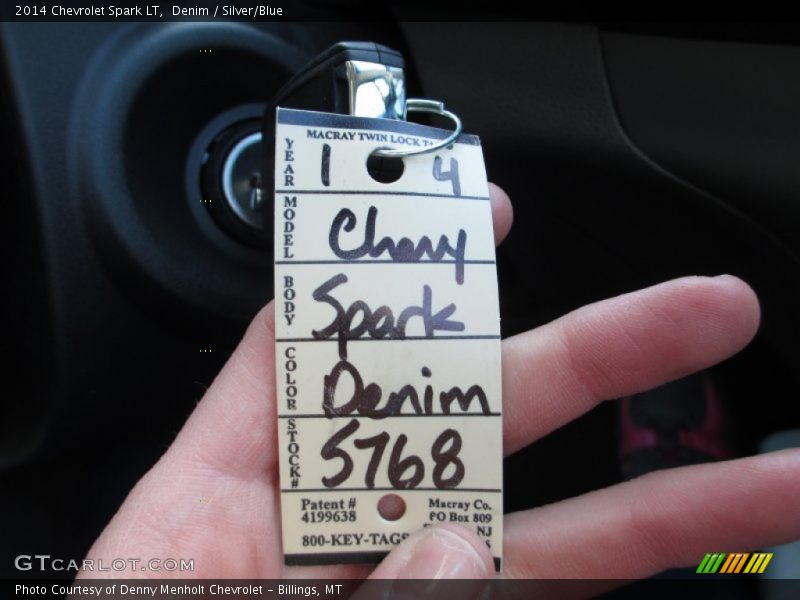 2014 Chevrolet Spark LT, Denim / Silver/Blue
MACRAY TWIN LOCK
YEAR 1 4
MODEL Chevy
BODY Spark
COLOR Denim
STOCK# 5768
Patent #
4199638
Macray Co.
PO Box 809
NJ
800-KEY-TAGS
GTCARLOT.COM
Photo Courtesy of Denny Menholt Chevrolet – Billings, MT